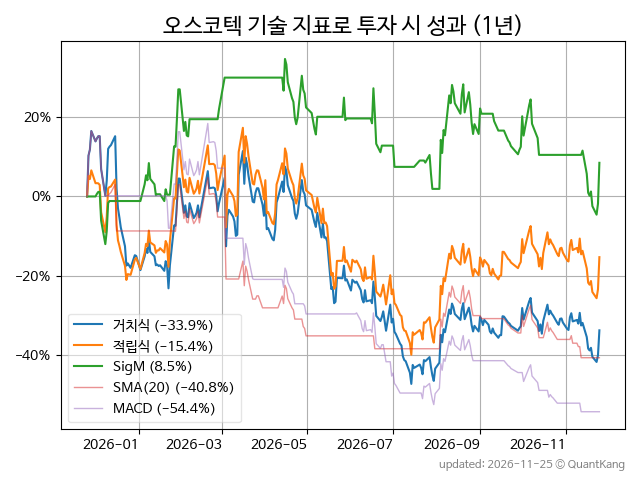 오스코텍 기술 지표로 투자 시 성과 (1년)
20%
0%
−20%
−40%
거치식 (−33.9%)
적립식 (−15.4%)
SigM (8.5%)
SMA(20) (−40.8%)
MACD (−54.4%)
2026-01 2026-03 2026-05 2026-07 2026-09 2026-11
updated: 2026-11-25 © QuantKang